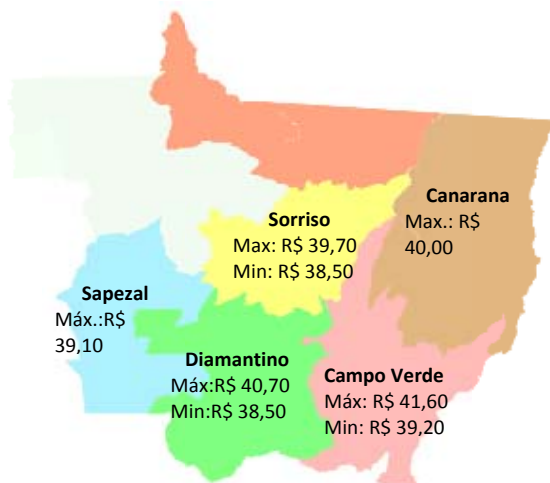 Canarana
Max.: R$
40,00
Sorriso
Max: R$ 39,70
Min: R$ 38,50
Sapezal
Máx.:R$
39,10
Diamantino
Máx:R$ 40,70
Min:R$ 38,50
Campo Verde
Máx: R$ 41,60
Min: R$ 39,20